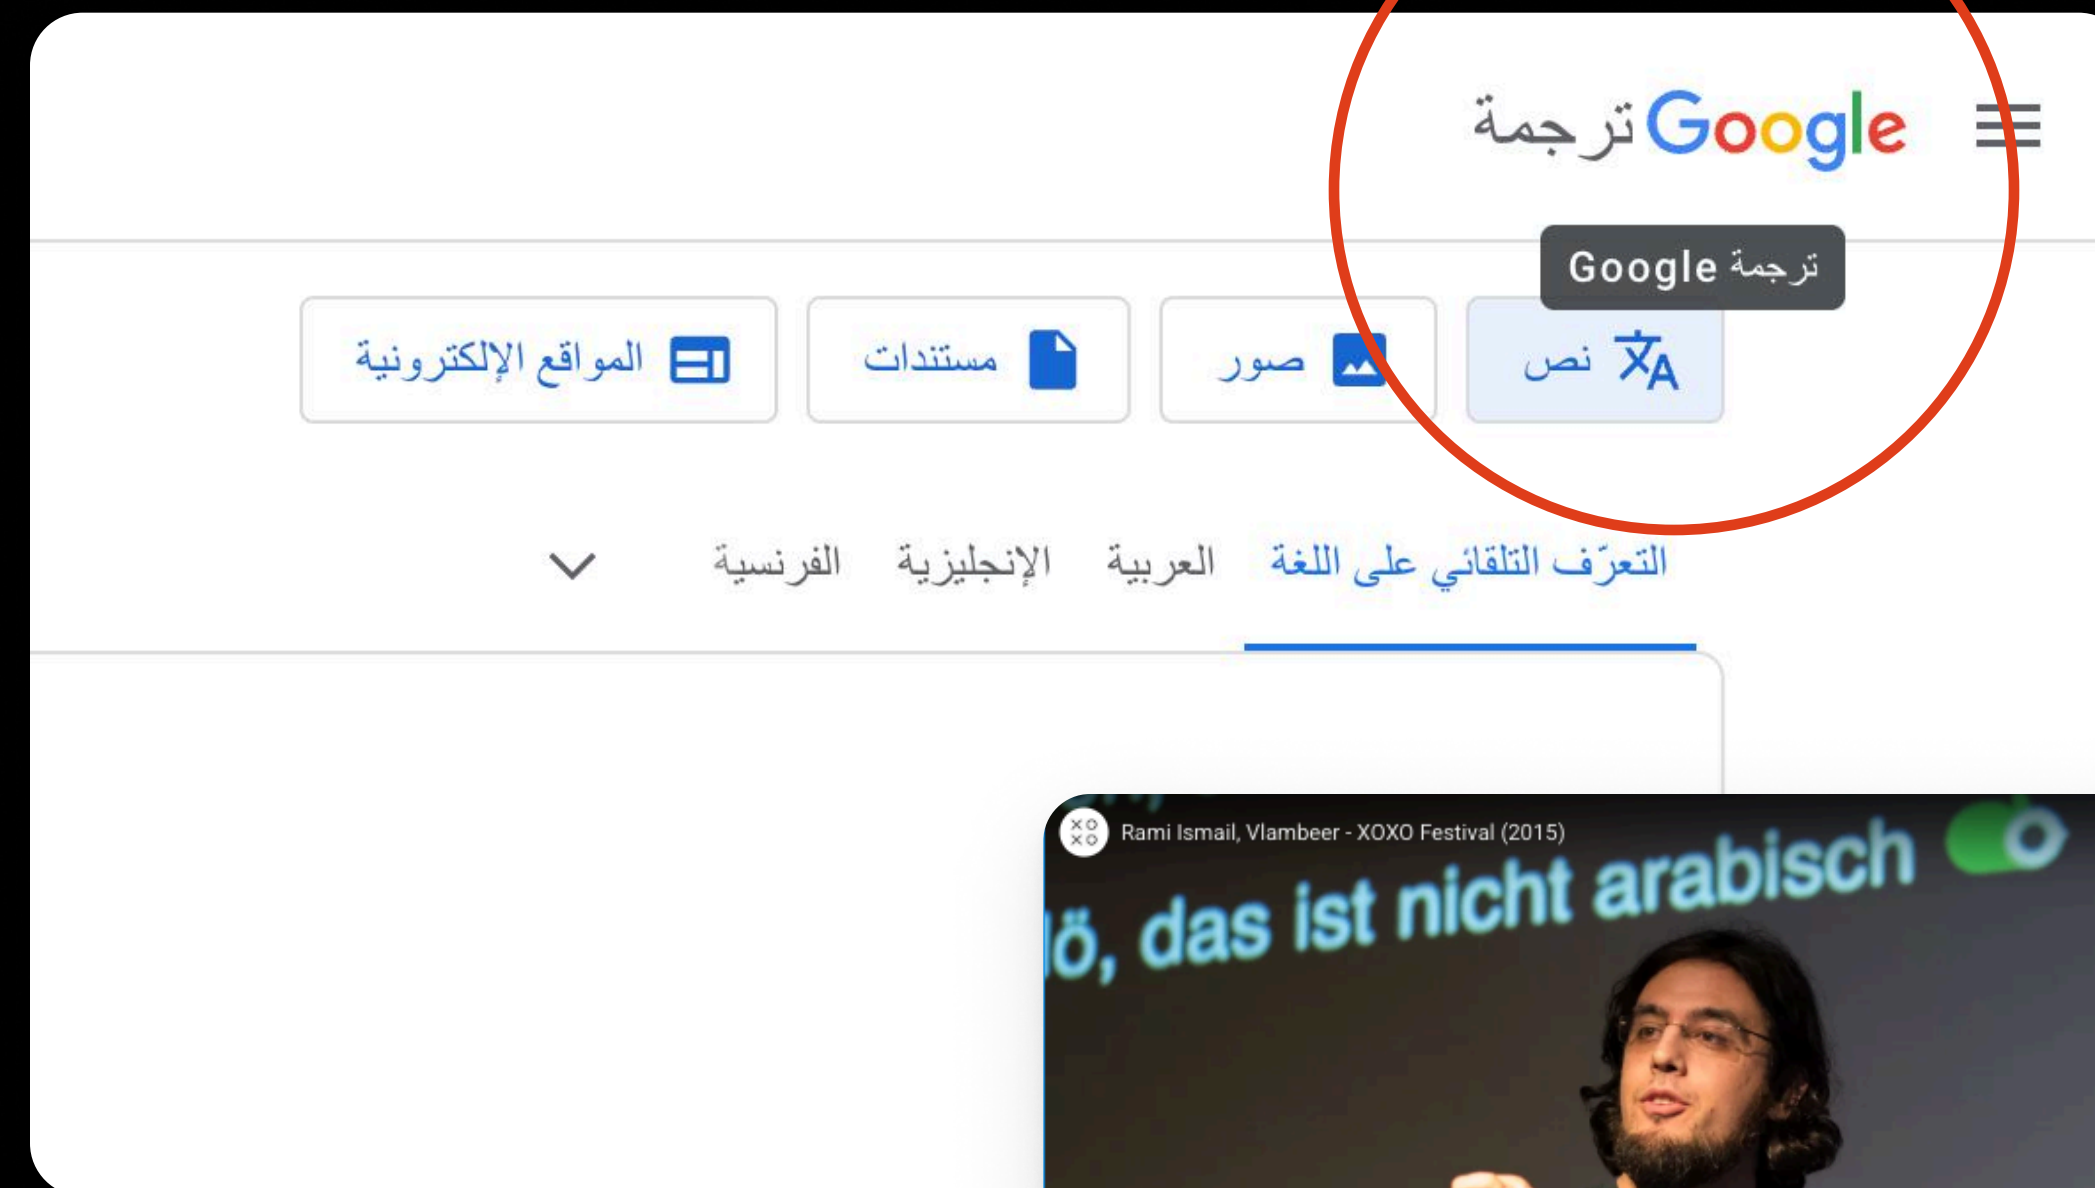 Google ترجمة
ترجمة Google
نص
صور
مستندات
المواقع الإلكترونية
التعرّف التلقائي على اللغة العربية الإنجليزية الفرنسية
Rami Ismail, Vlambeer - XOXO Festival (2015)
ö, das ist nicht arabisch